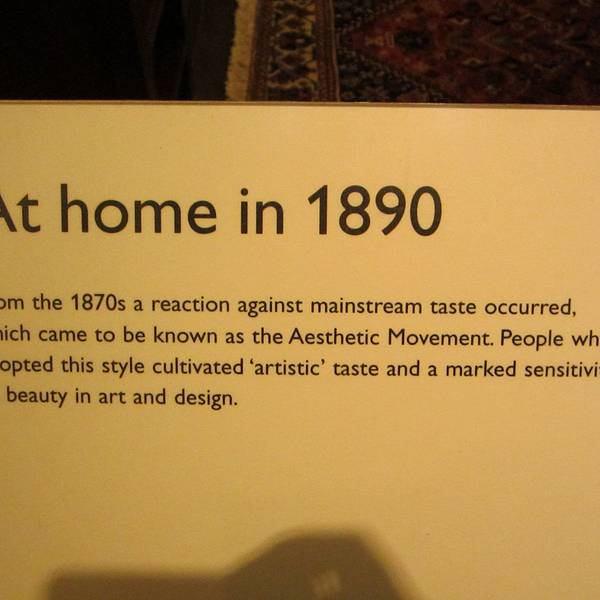 At home in 1890
om the 1870s a reaction against mainstream taste occurred,
hich came to be known as the Aesthetic Movement. People wh
opted this style cultivated ‘artistic’ taste and a marked sensitivi
beauty in art and design.